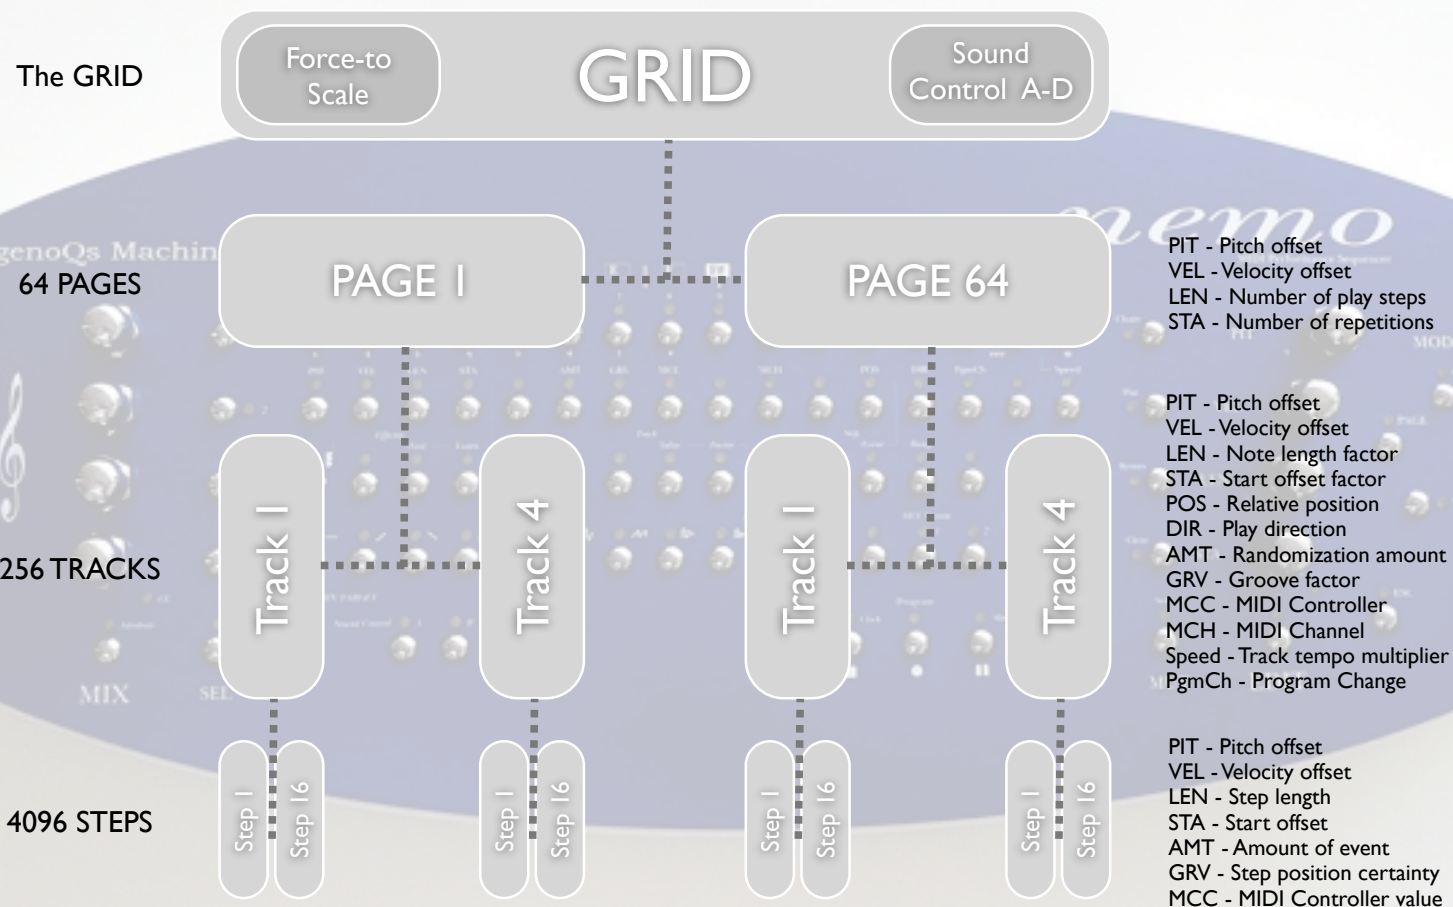 The GRID
Force-to
Scale
GRID
Sound
Control A-D
genoQs Machin
nemo
64 PAGES
PAGE 1
PAGE 64
PIT - Pitch offset
VEL - Velocity offset
LEN - Number of play steps
STA - Number of repetitions
256 TRACKS
Track 1
Track 4
Track 1
Track 4
PIT - Pitch offset
VEL - Velocity offset
LEN - Note length factor
STA - Start offset factor
POS - Relative position
DIR - Play direction
AMT - Randomization amount
GRV - Groove factor
MCC - MIDI Controller
MCH - MIDI Channel
Speed - Track tempo multiplier
PgmCh - Program Change
MIX
SEL
4096 STEPS
Step 1
Step 16
Step 1
Step 16
Step 1
Step 16
Step 1
Step 16
PIT - Pitch offset
VEL - Velocity offset
LEN - Step length
STA - Start offset
AMT - Amount of event
GRV - Step position certainty
MCC - MIDI Controller value